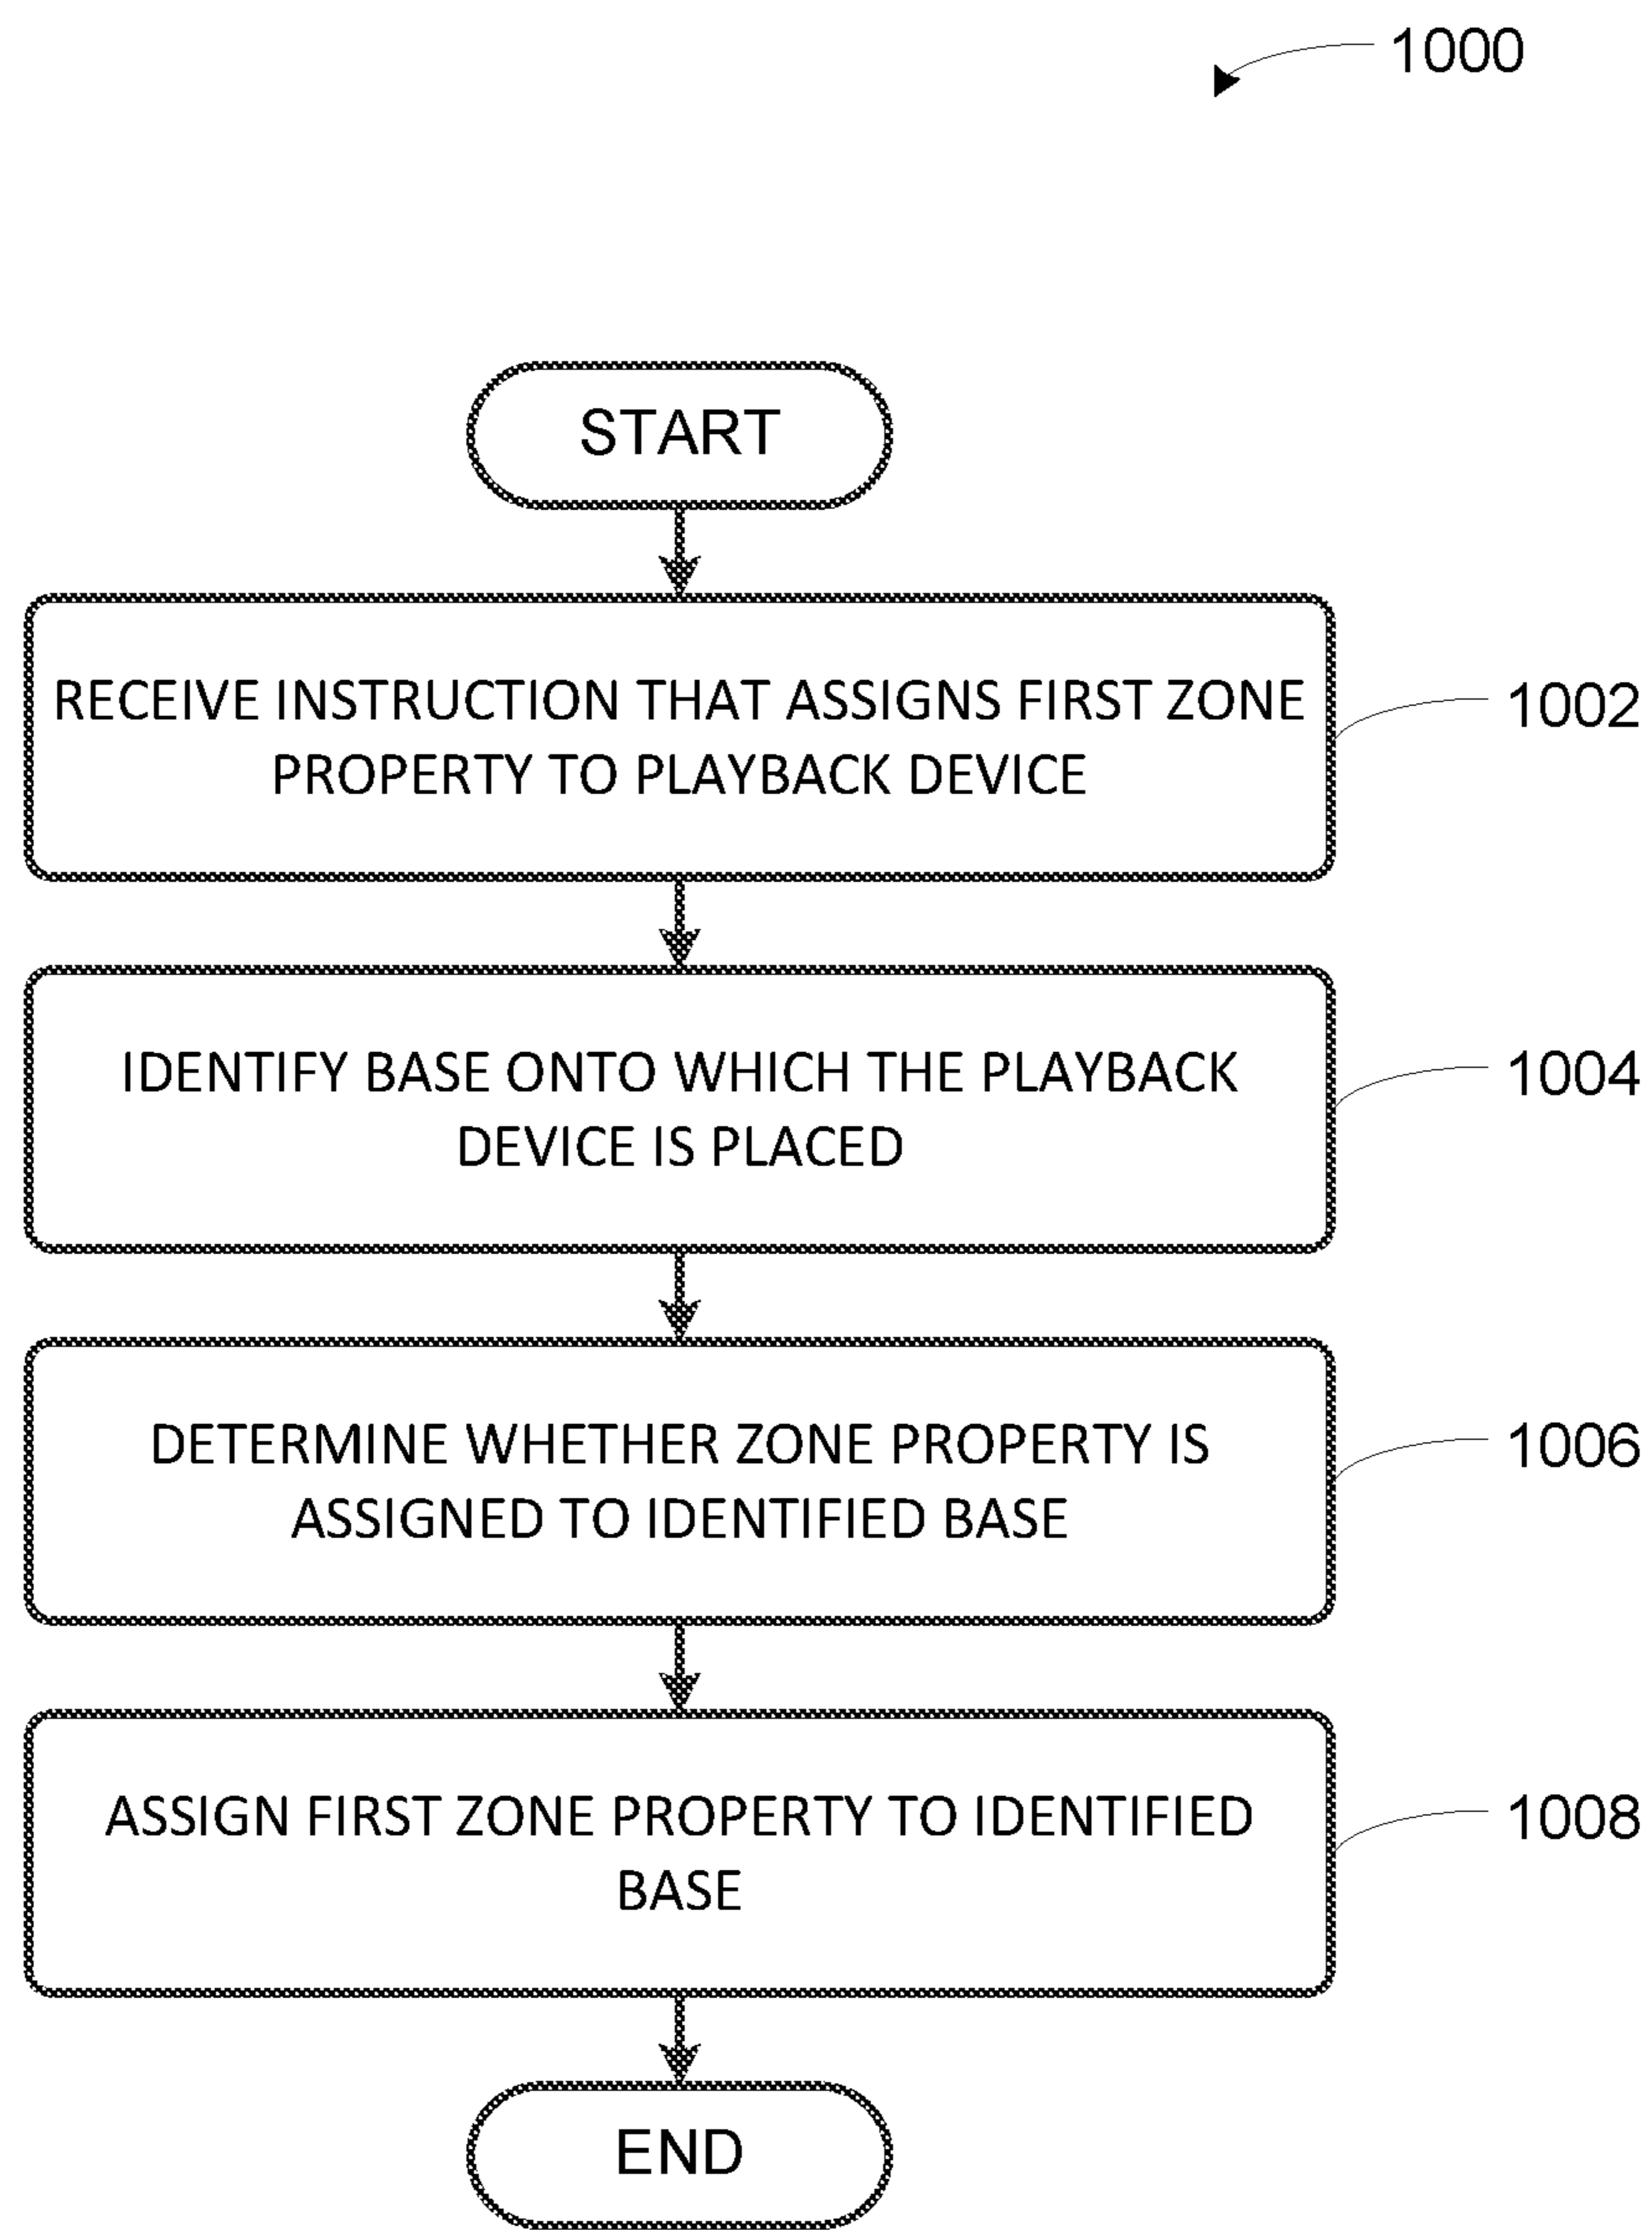 1000
START
RECEIVE INSTRUCTION THAT ASSIGNS FIRST ZONE
PROPERTY TO PLAYBACK DEVICE
1002
IDENTIFY BASE ONTO WHICH THE PLAYBACK
DEVICE IS PLACED
1004
DETERMINE WHETHER ZONE PROPERTY IS
ASSIGNED TO IDENTIFIED BASE
1006
ASSIGN FIRST ZONE PROPERTY TO IDENTIFIED
BASE
1008
END